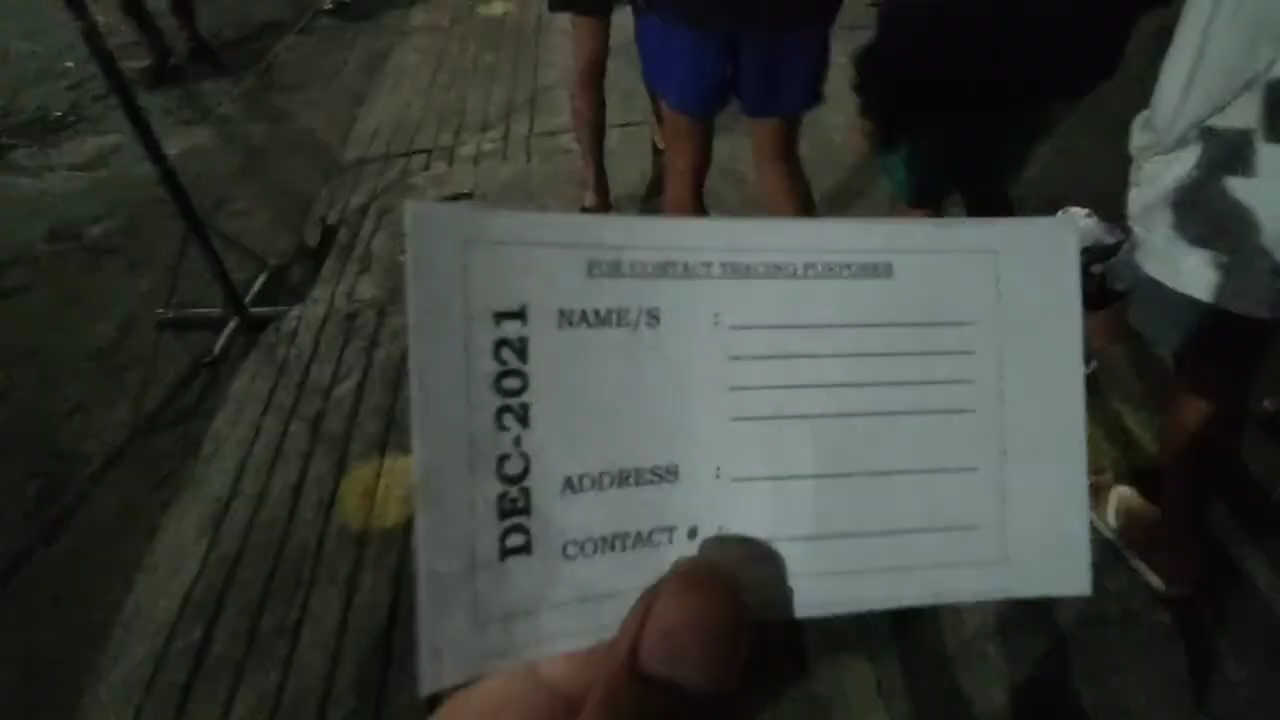 FOR CONTACT TRACING PURPOSES
DEC-2021
NAME/S :
ADDRESS :
CONTACT # :